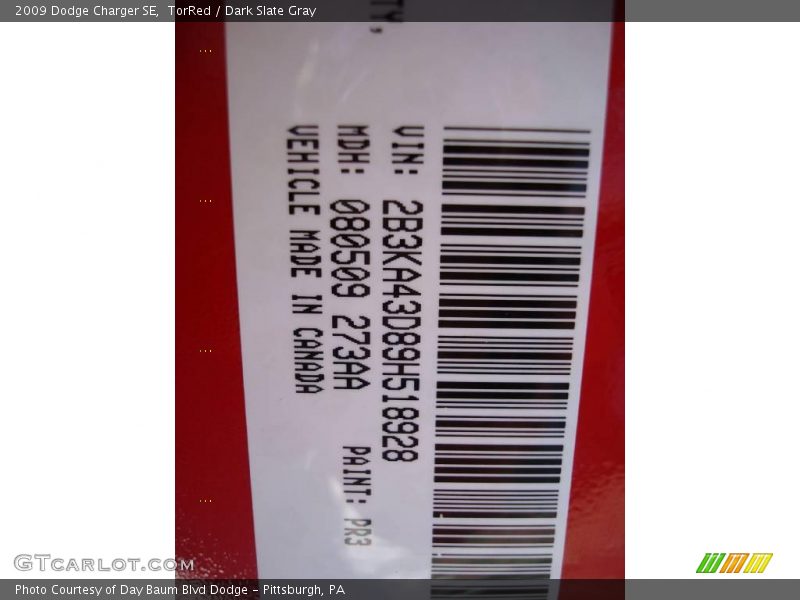 2009 Dodge Charger SE, TorRed / Dark Slate Gray
TY,
VIN: 2B3KA43D89H518928
MDH: 080509 273AA PAINT: PR3
VEHICLE MADE IN CANADA
GTCARLOT.COM
Photo Courtesy of Day Baum Blvd Dodge - Pittsburgh, PA